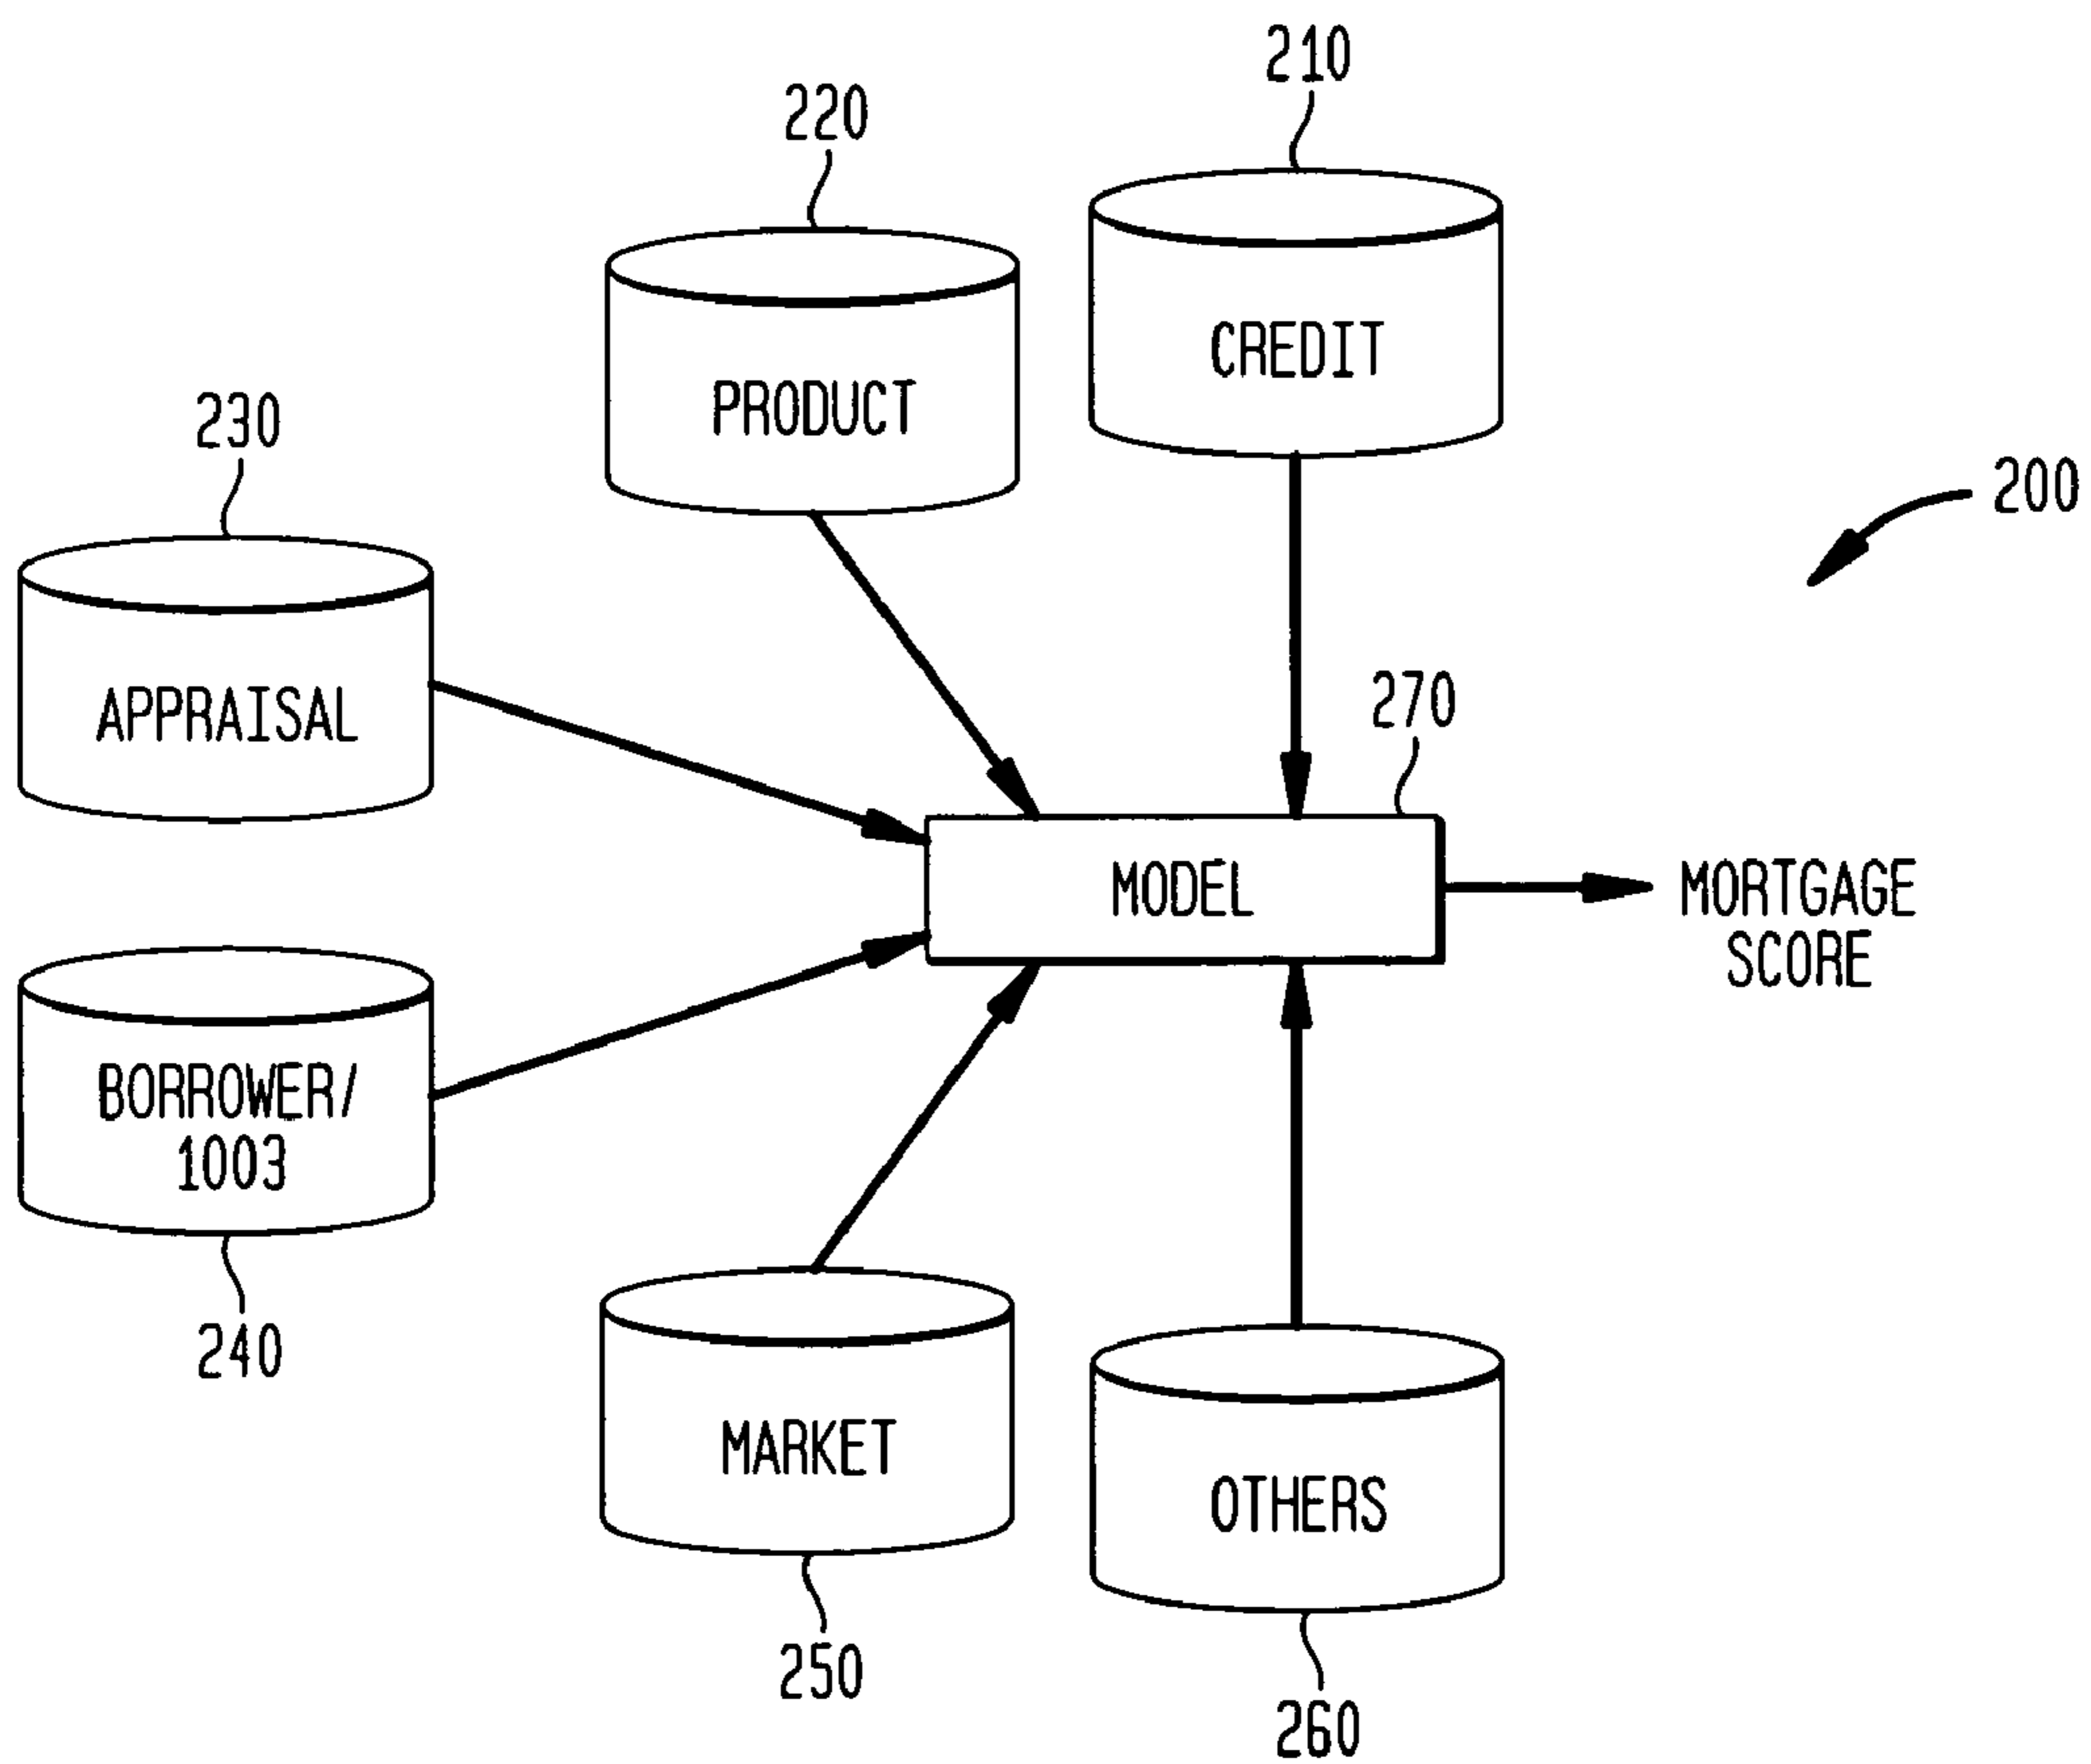 210
220
CREDIT
PRODUCT
230
200
APPRAISAL
270
MODEL
MORTGAGE
SCORE
BORROWER/
1003
240
MARKET
OTHERS
250
260